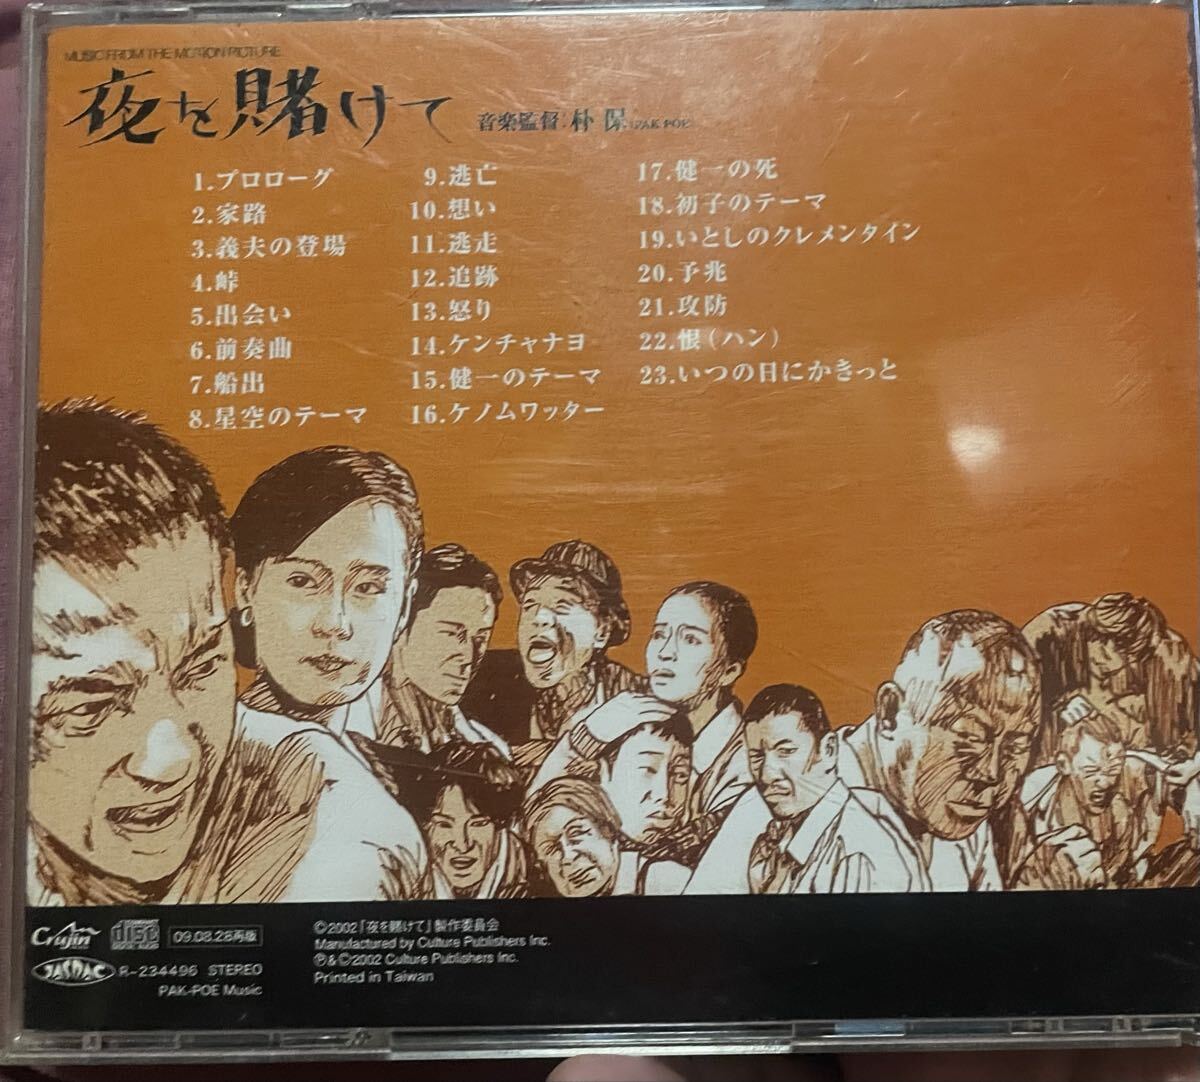 MUSIC FROM THE MOTION PICTURE
夜を賭けて
音楽監督:朴 保(PAK POE)
1.プロローグ
2.家路
3.義夫の登場
4.峠
5.出会い
6.前奏曲
7.船出
8.星空のテーマ
9.逃亡
10.想い
11.逃走
12.追跡
13.怒り
14.ケンチャナヨ
15.健一のテーマ
16.ケノムワッター
17.健一の死
18.初子のテーマ
19.いとしのクレメンタイン
20.予兆
21.攻防
22.恨(ハン)
23.いつの日にかきっと
Crujin
COMPACT disc DIGITAL AUDIO
09.08.28再版
JASRAC
R-234496 STEREO
PAK-POE Music
©2002「夜を賭けて」製作委員会
Manufactured by Culture Publishers Inc.
℗&©2002 Culture Publishers Inc.
Printed in Taiwan